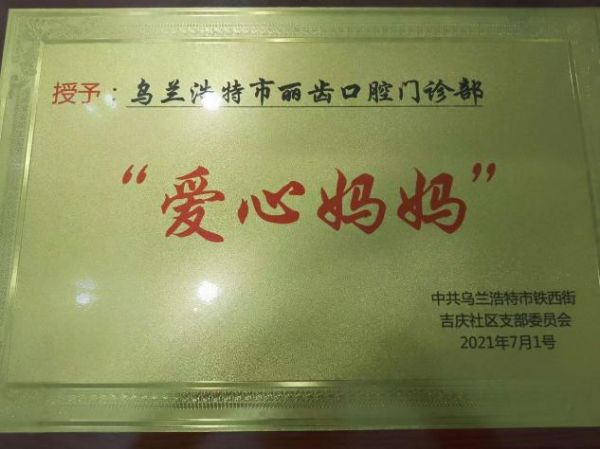 授予：乌兰浩特市丽齿口腔门诊部
“爱心妈妈”
中共乌兰浩特市铁西街
吉庆社区支部委员会
2021年7月1号